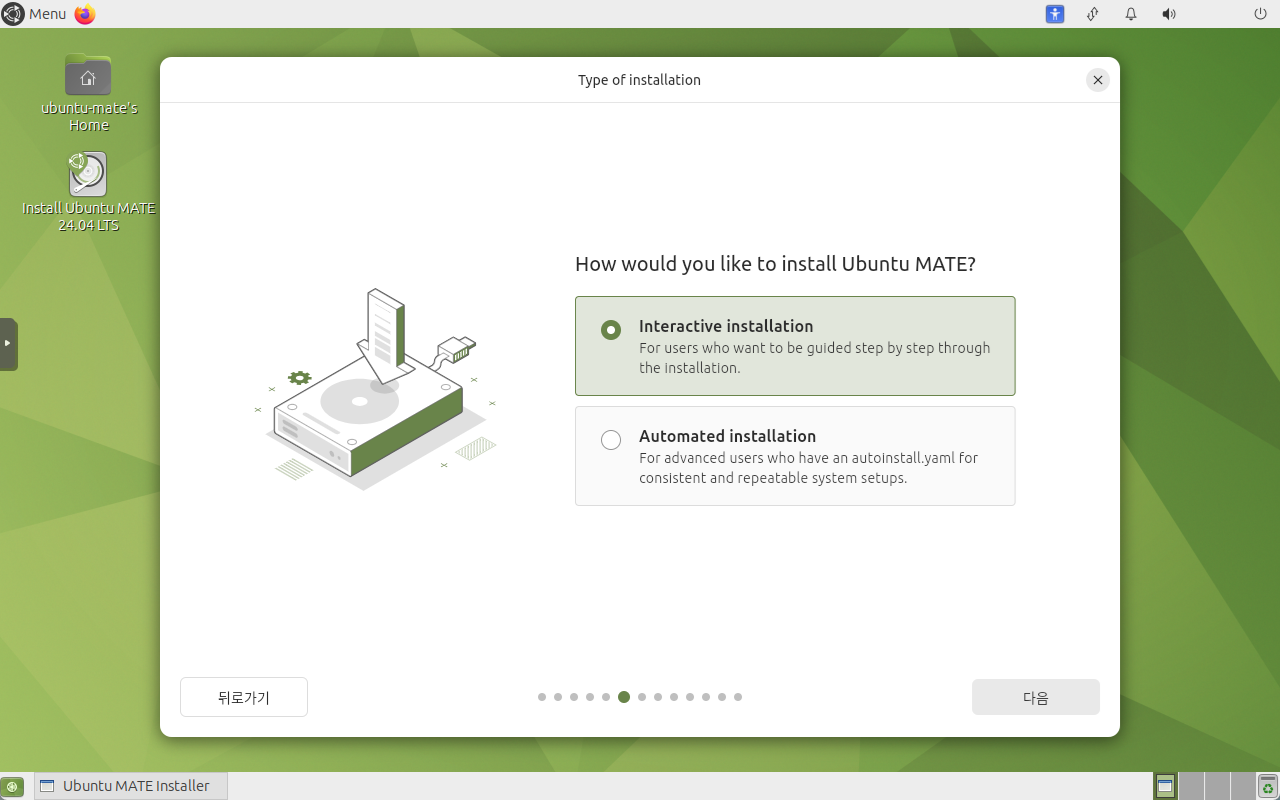 Menu
ubuntu-mate's
Home
Install Ubuntu MATE
24.04 LTS
Type of installation
How would you like to install Ubuntu MATE?
Interactive installation
For users who want to be guided step by step through
the installation.
Automated installation
For advanced users who have an autoinstall.yaml for
consistent and repeatable system setups.
뒤로가기
다음
Ubuntu MATE Installer